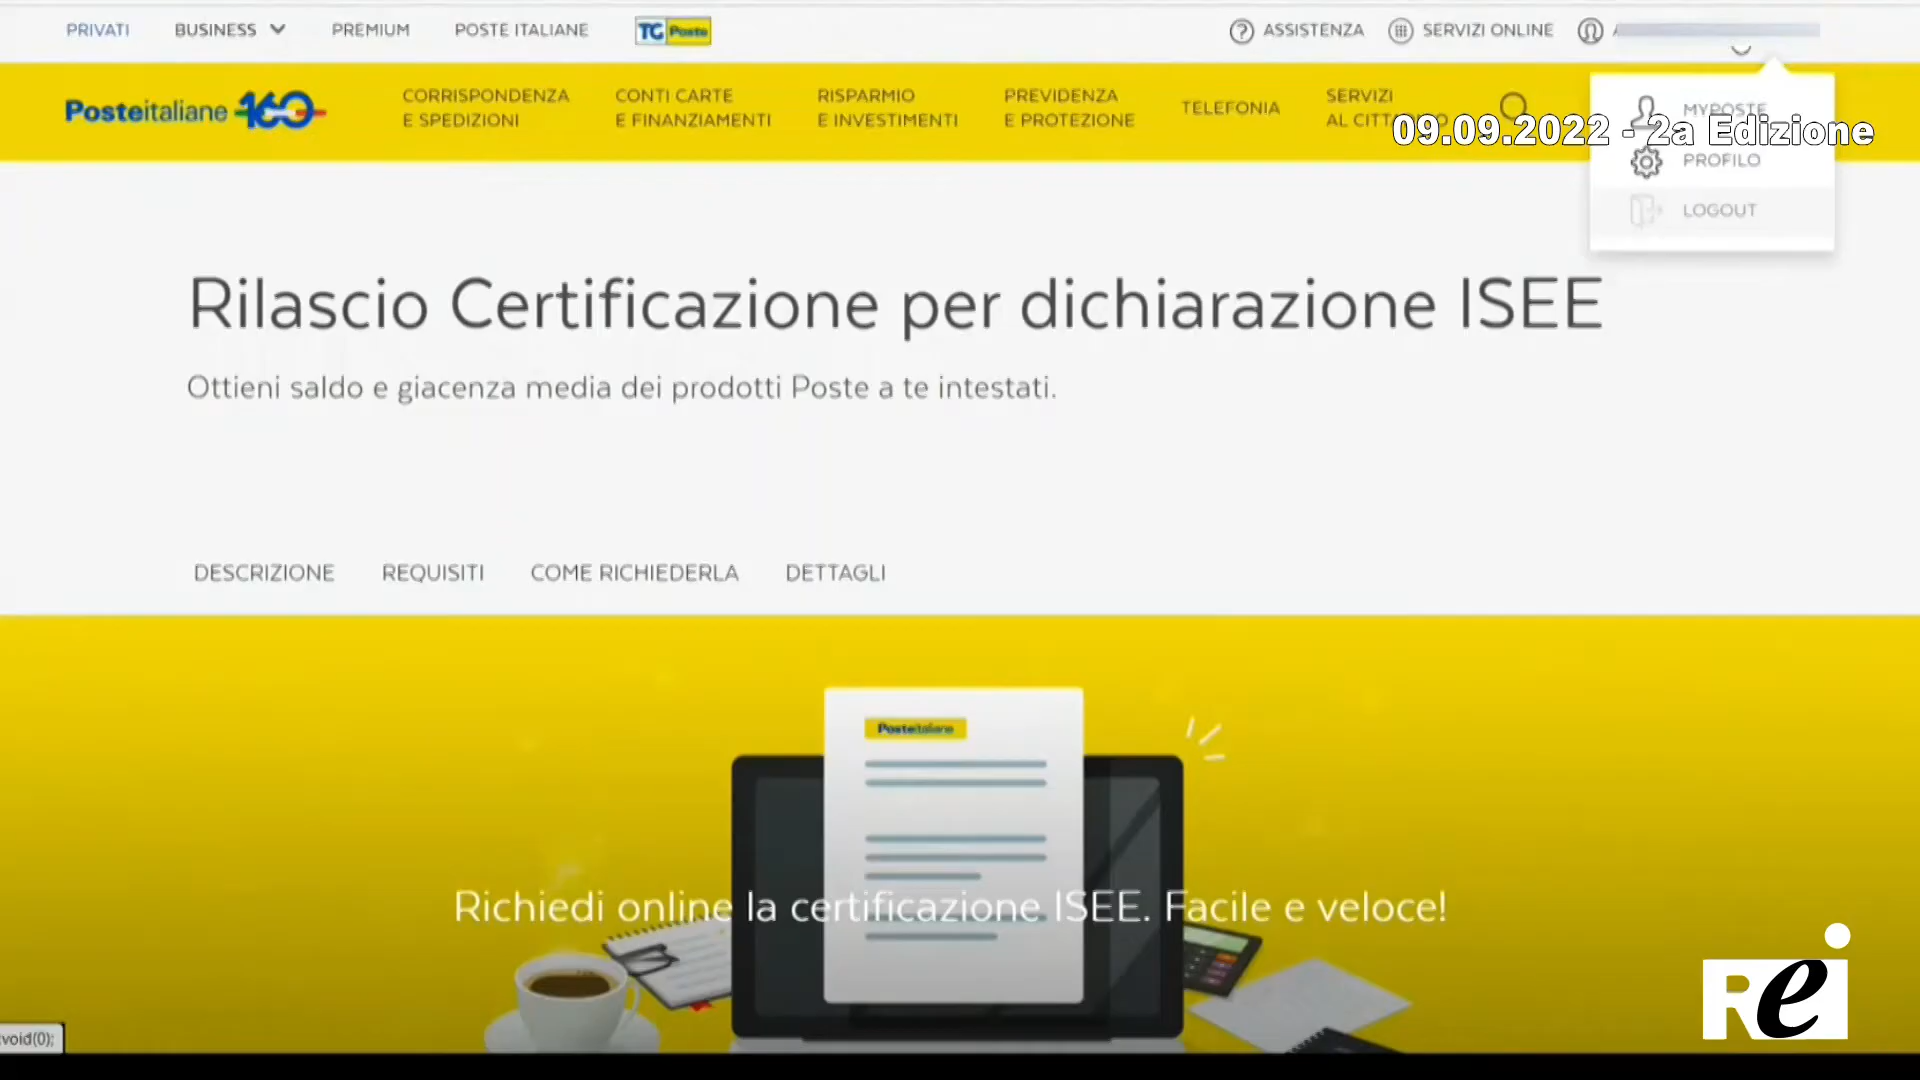 PRIVATI
BUSINESS
PREMIUM
POSTE ITALIANE
TG Poste
ASSISTENZA
SERVIZI ONLINE
Posteitaliane 160
CORRISPONDENZA
E SPEDIZIONI
CONTI CARTE
E FINANZIAMENTI
RISPARMIO
E INVESTIMENTI
PREVIDENZA
E PROTEZIONE
TELEFONIA
SERVIZI
MYPOSTE
09.09.2022 - 2a Edizione
PROFILO
LOGOUT
Rilascio Certificazione per dichiarazione ISEE
Ottieni saldo e giacenza media dei prodotti Poste a te intestati.
DESCRIZIONE
REQUISITI
COME RICHIEDERLA
DETTAGLI
Posteitaliane
Richiedi online la certificazione ISEE. Facile e veloce!
Rei
void(0);